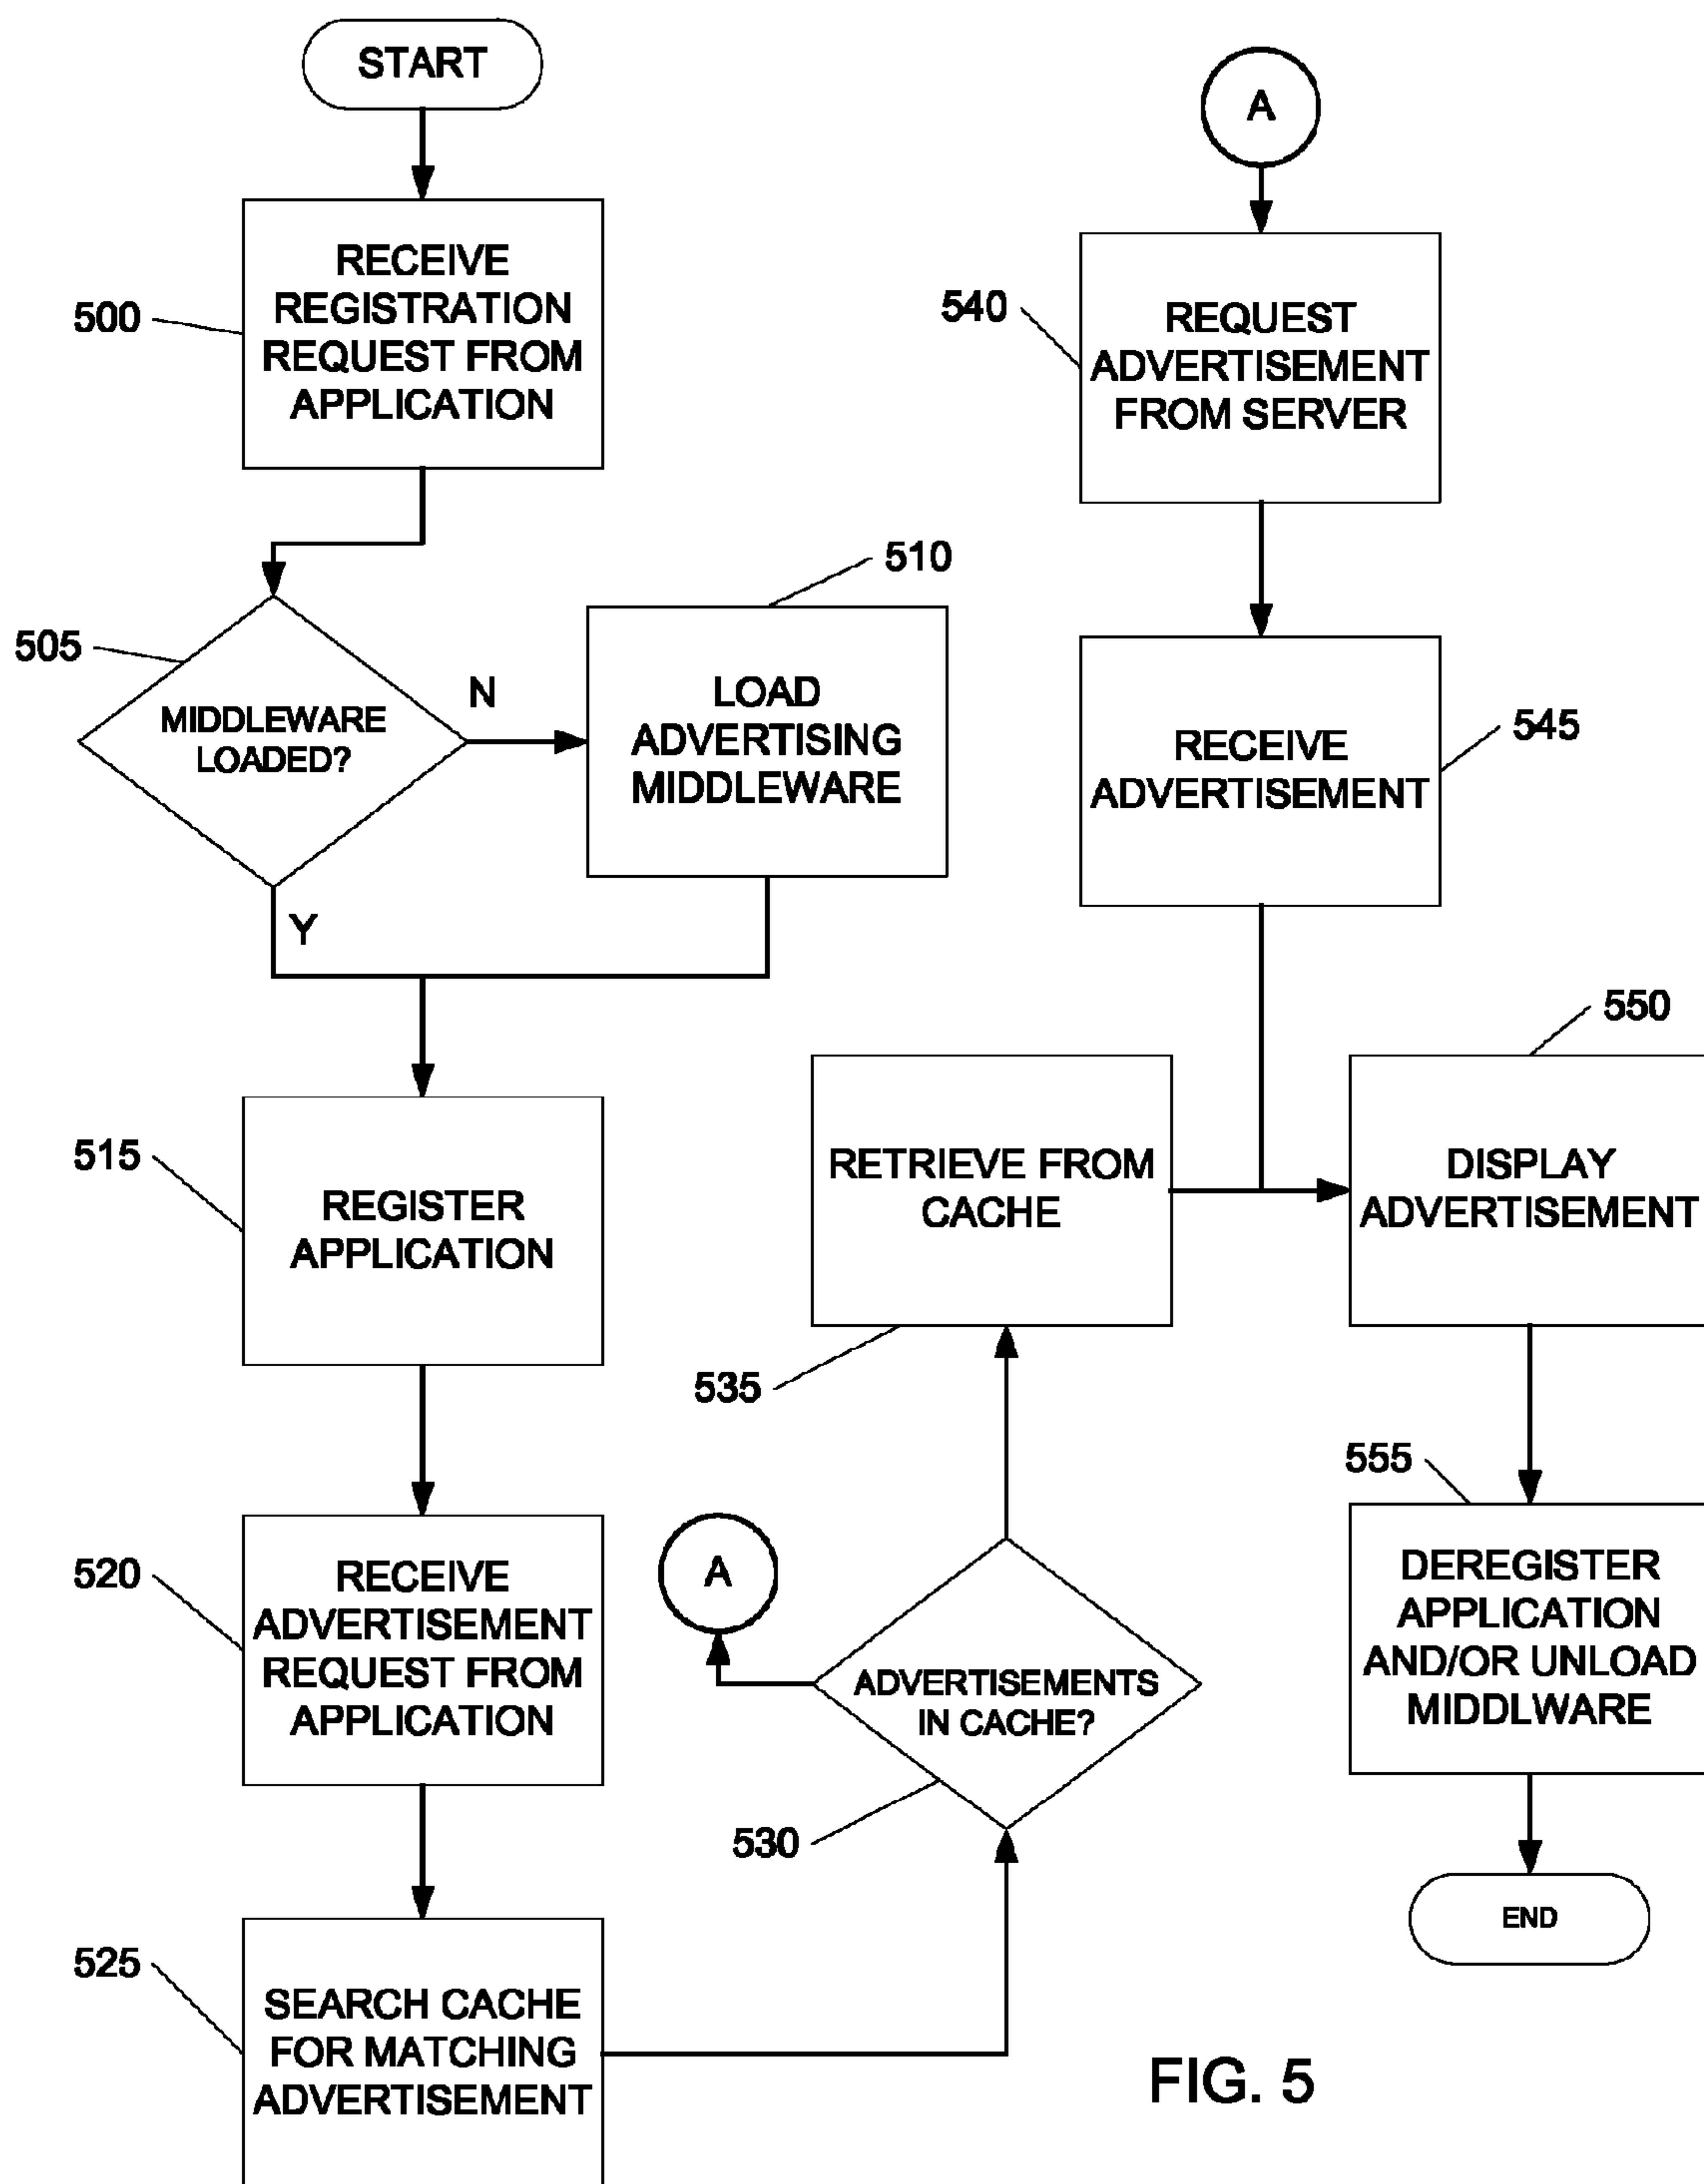 START
500
RECEIVE
REGISTRATION
REQUEST FROM
APPLICATION
505
MIDDLEWARE
LOADED?
N
Y
510
LOAD
ADVERTISING
MIDDLEWARE
515
REGISTER
APPLICATION
520
RECEIVE
ADVERTISEMENT
REQUEST FROM
APPLICATION
525
SEARCH CACHE
FOR MATCHING
ADVERTISEMENT
530
ADVERTISEMENTS
IN CACHE?
A
535
RETRIEVE FROM
CACHE
A
540
REQUEST
ADVERTISEMENT
FROM SERVER
545
RECEIVE
ADVERTISEMENT
550
DISPLAY
ADVERTISEMENT
555
DEREGISTER
APPLICATION
AND/OR UNLOAD
MIDDLWARE
END
FIG. 5